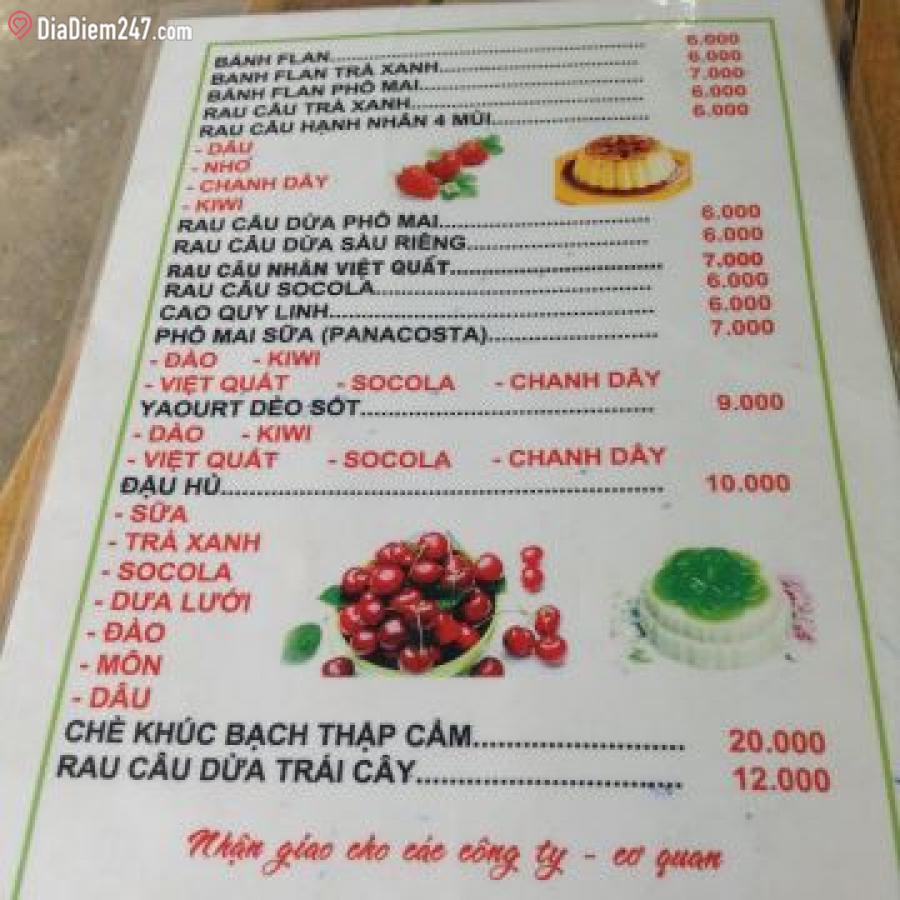 DiaDiem247.com
BÁNH FLAN........ 6.000
BANH FLAN TRÀ XANH........ 6.000
BÁNH FLAN PHÔ MAI........ 7.000
RAU CÂU TRÀ XANH........ 6.000
RAU CÂU HẠNH NHÂN 4 MÙI........ 6.000
- DÂU
- NHO
- CHANH DÂY
- KIWI
RAU CÂU DỪA PHÔ MAI........ 6.000
RAU CÂU DỪA SẦU RIÊNG........ 6.000
RAU CÂU NHÂN VIỆT QUẤT........ 7.000
RAU CÂU SOCOLA........ 6.000
CAO QUY LINH........ 6.000
PHÔ MAI SỮA (PANACOSTA)........ 7.000
- ĐÀO - KIWI
- VIỆT QUẤT - SOCOLA - CHANH DÂY
YAOURT DẺO SỐT........ 9.000
- ĐÀO - KIWI
- VIỆT QUẤT - SOCOLA - CHANH DÂY
ĐẬU HỦ........ 10.000
- SỮA
- TRÀ XANH
- SOCOLA
- DƯA LƯỚI
- ĐÀO
- MÔN
- DÂU
CHÈ KHÚC BẠCH THẬP CẨM........ 20.000
RAU CÂU DỪA TRÁI CÂY........ 12.000
Nhận giao cho các công ty - cơ quan